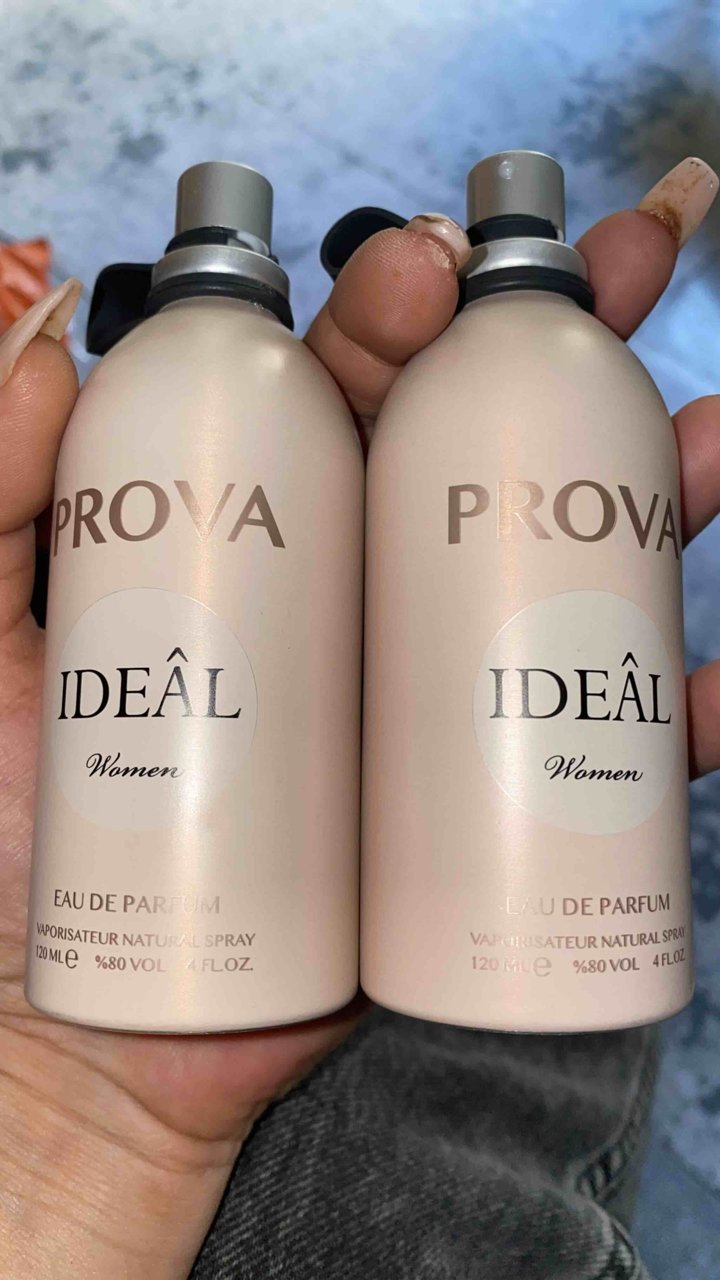 PROVA
IDEÂL
Women
EAU DE PARFUM
VAPORISATEUR NATURAL SPRAY
120 ML e %80 VOL 4 FL.OZ.
PROVA
IDEÂL
Women
EAU DE PARFUM
VAPORISATEUR NATURAL SPRAY
120 ML e %80 VOL 4 FL.OZ.